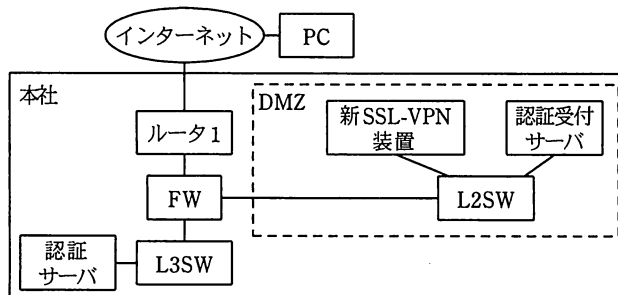 インターネット
PC
本社
DMZ
ルータ1
新SSL-VPN
装置
認証受付
サーバ
FW
L2SW
認証
サーバ
L3SW